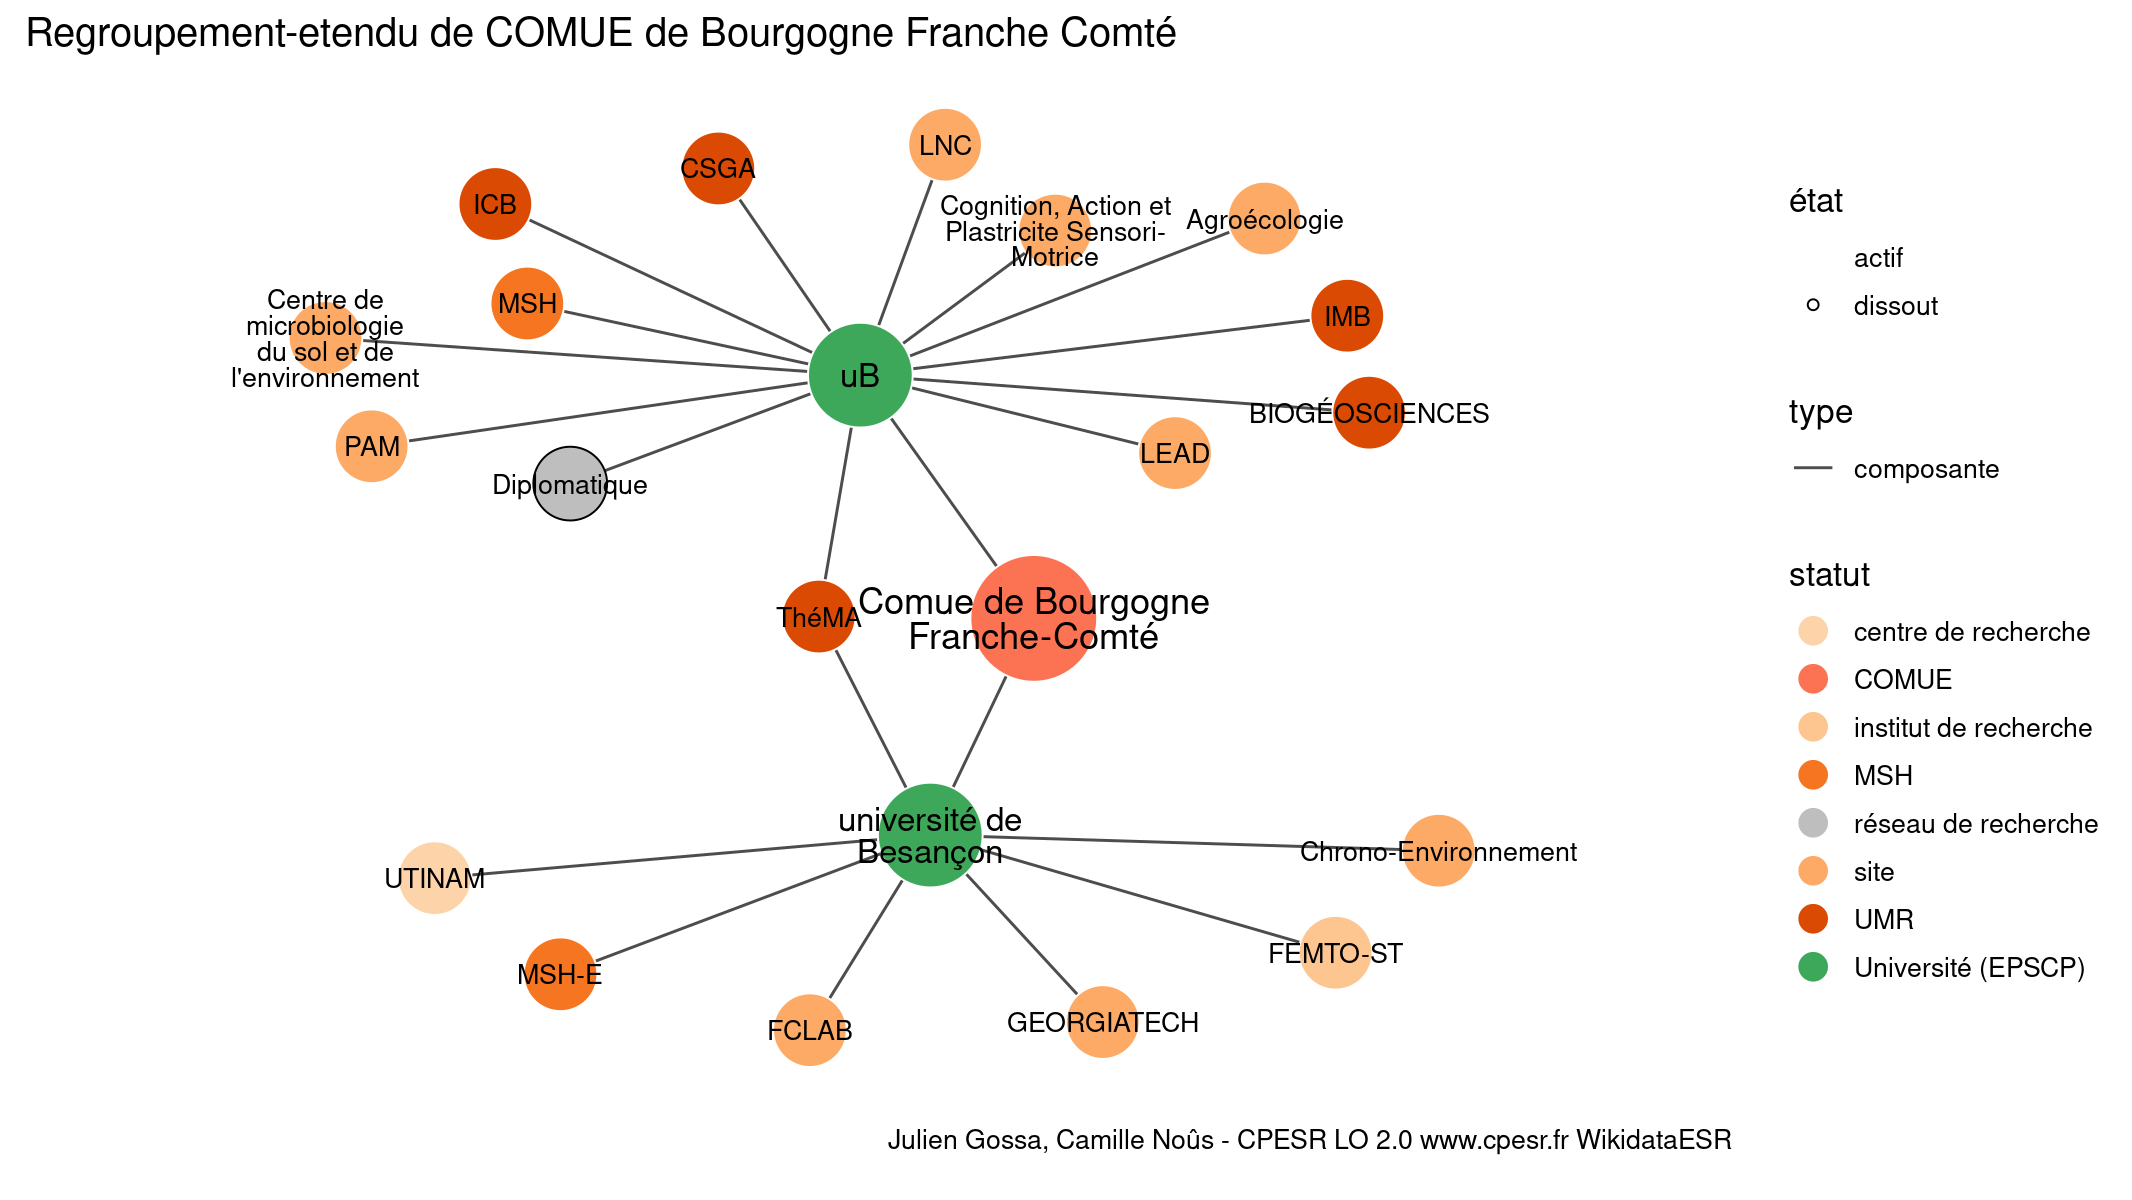 Regroupement-etendu de COMUE de Bourgogne Franche Comté
LNC
CSGA
ICB
Cognition, Action et
Plastricite Sensori-
Motrice
Agroécologie
MSH
Centre de
microbiologie
du sol et de
l'environnement
IMB
uB
BIOGÉOSCIENCES
PAM
LEAD
Diplomatique
ThéMA
Comue de Bourgogne
Franche-Comté
université de
Besançon
Chrono-Environnement
UTINAM
FEMTO-ST
MSH-E
FCLAB
GEORGIATECH
état
actif
dissout
type
composante
statut
centre de recherche
COMUE
institut de recherche
MSH
réseau de recherche
site
UMR
Université (EPSCP)
Julien Gossa, Camille Noûs - CPESR LO 2.0 www.cpesr.fr WikidataESR